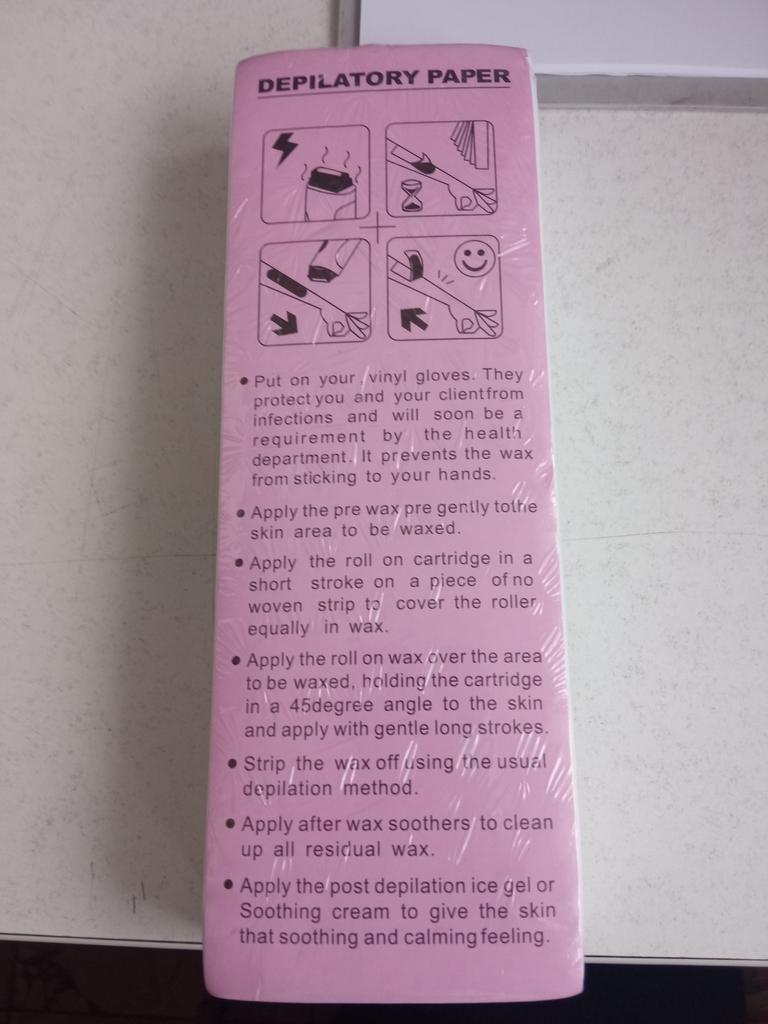 DEPILATORY PAPER
• Put on your vinyl gloves. They
protect you and your clientfrom
infections and will soon be a
requirement by the health
department. It prevents the wax
from sticking to your hands.
• Apply the pre wax pre gently tothe
skin area to be waxed.
• Apply the roll on cartridge in a
short stroke on a piece of no
woven strip to cover the roller
equally in wax.
• Apply the roll on wax over the area
to be waxed, holding the cartridge
in a 45degree angle to the skin
and apply with gentle long strokes.
• Strip the wax off using the usual
depilation method.
• Apply after wax soothers to clean
up all residual wax.
• Apply the post depilation ice gel or
Soothing cream to give the skin
that soothing and calming feeling.